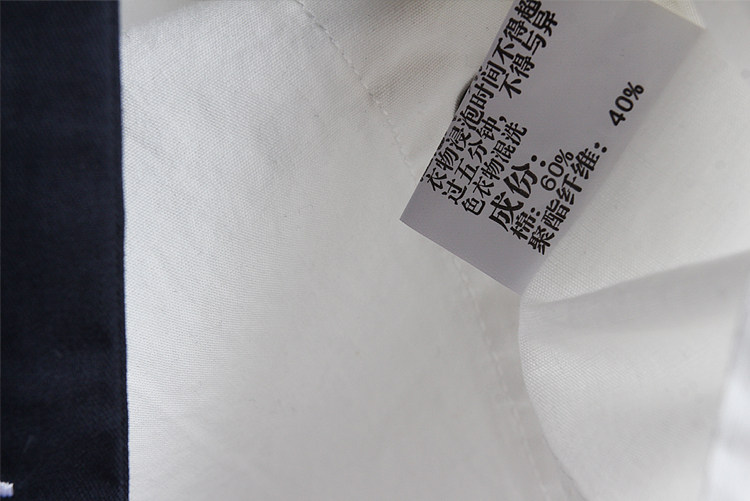 衣物浸泡时间不得超
过五分钟，不得与异
色衣物混洗
成份：
棉：60%
聚酯纤维：40%